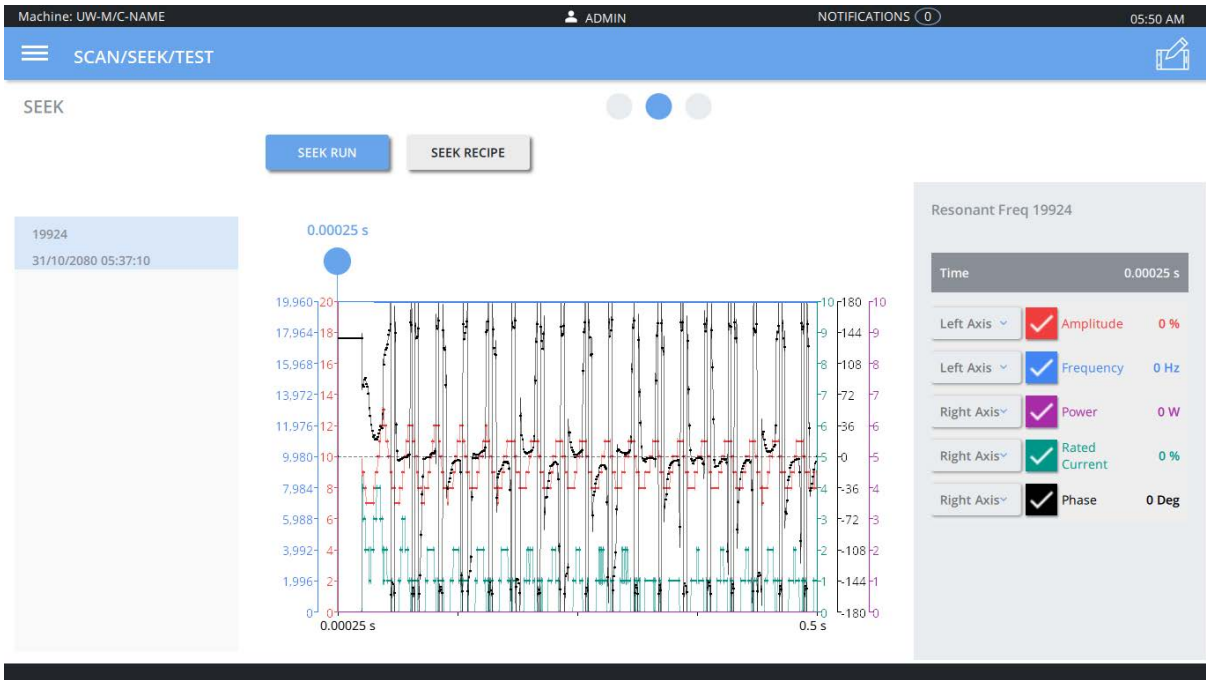 Machine: UW-M/C-NAME
ADMIN
NOTIFICATIONS 0
05:50 AM
SCAN/SEEK/TEST
SEEK
SEEK RUN
SEEK RECIPE
19924
31/10/2080 05:37:10
0.00025 s
19,960 20 10 180 10
17,964 18 9 144 9
15,968 16 8 108 8
13,972 14 7 72 7
11,976 12 6 36 6
9,980 10 5 0 5
7,984 8 4 -36 4
5,988 6 3 -72 3
3,992 4 2 -108 2
1,996 2 1 -144 1
0 0 0 -180 0
0.00025 s
0.5 s
Resonant Freq 19924
Time 0.00025 s
Left Axis Amplitude 0 %
Left Axis Frequency 0 Hz
Right Axis Power 0 W
Right Axis Rated Current 0 %
Right Axis Phase 0 Deg